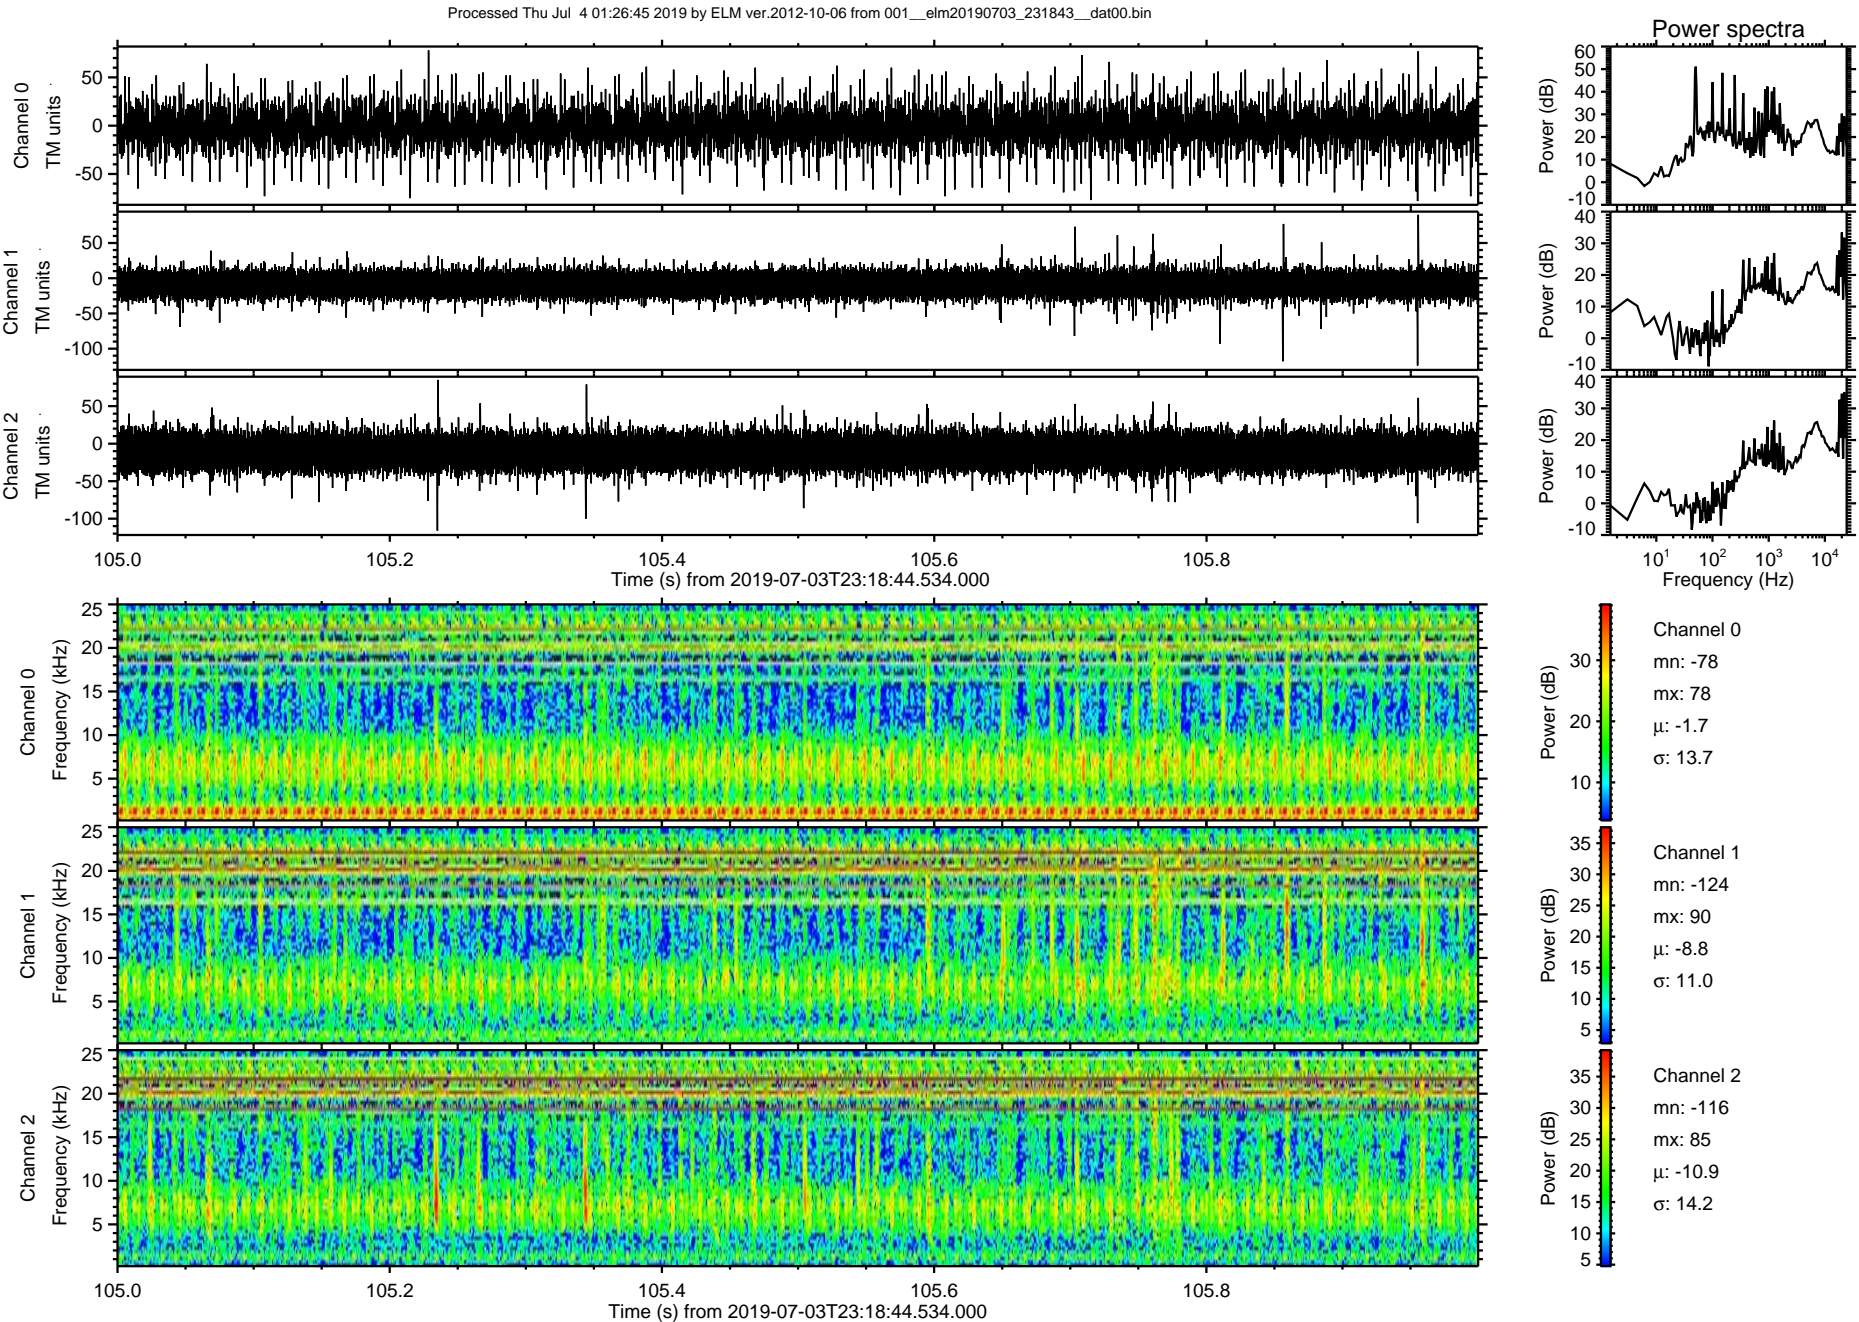 Processed Thu Jul  4 01:26:45 2019 by ELM ver.2012-10-06 from 001__elm20190703_231843__dat00.bin
Power spectra
Channel 0
TM units
50
0
-50
Power (dB)
60
50
40
30
20
10
0
-10
Channel 1
TM units
50
0
-50
-100
Power (dB)
40
30
20
10
0
-10
Channel 2
TM units
50
0
-50
-100
Power (dB)
40
30
20
10
0
-10
105.0 105.2 105.4 105.6 105.8
Time (s) from 2019-07-03T23:18:44.534.000
10¹ 10² 10³ 10⁴
Frequency (Hz)
Channel 0
Frequency (kHz)
25
20
15
10
5
Power (dB)
30
20
10
Channel 0
mn: -78
mx: 78
μ: -1.7
σ: 13.7
Channel 1
Frequency (kHz)
25
20
15
10
5
Power (dB)
35
30
25
20
15
10
5
Channel 1
mn: -124
mx: 90
μ: -8.8
σ: 11.0
Channel 2
Frequency (kHz)
25
20
15
10
5
Power (dB)
35
30
25
20
15
10
5
Channel 2
mn: -116
mx: 85
μ: -10.9
σ: 14.2
105.0 105.2 105.4 105.6 105.8
Time (s) from 2019-07-03T23:18:44.534.000